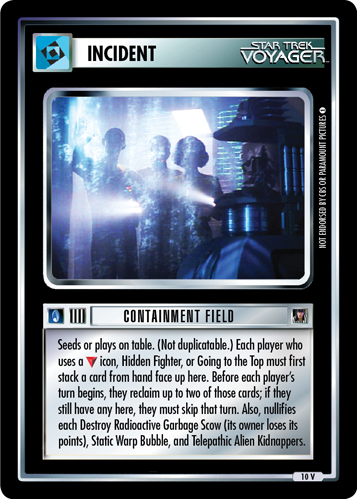 INCIDENT
STAR TREK
VOYAGER
NOT ENDORSED BY CBS OR PARAMOUNT PICTURES
CONTAINMENT FIELD
Seeds or plays on table. (Not duplicatable.) Each player who
uses a icon, Hidden Fighter, or Going to the Top must first
stack a card from hand face up here. Before each player's
turn begins, they reclaim up to two of those cards; if they
still have any here, they must skip that turn. Also, nullifies
each Destroy Radioactive Garbage Scow (its owner loses its
points), Static Warp Bubble, and Telepathic Alien Kidnappers.
10 V